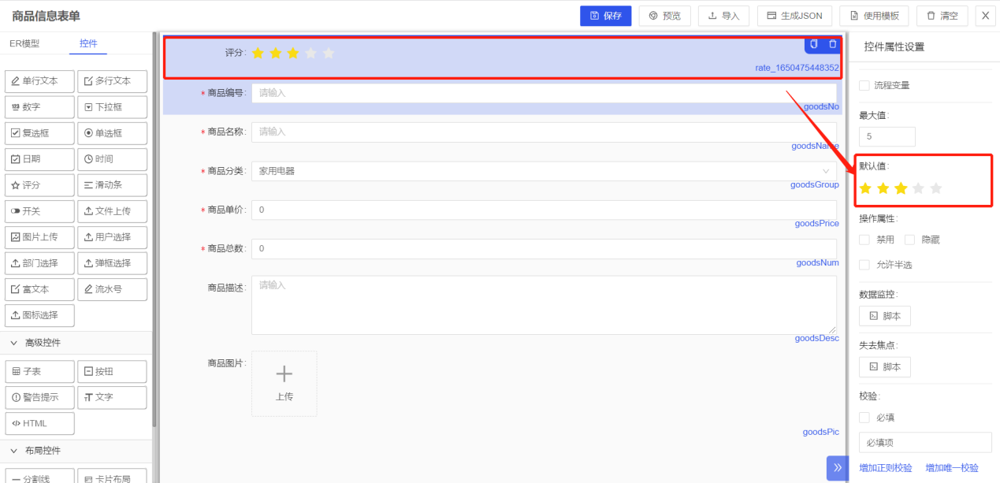 商品信息表单
保存
预览
导入
生成JSON
使用模板
清空
ER模型
控件
单行文本
多行文本
数字
下拉框
复选框
单选框
日期
时间
评分
滑动条
开关
文件上传
图片上传
用户选择
部门选择
弹框选择
富文本
流水号
图标选择
高级控件
子表
按钮
警告提示
文字
HTML
布局控件
分割线
卡片布局
评分:
rate_1650475448352
* 商品编号:
请输入
goodsNo
* 商品名称:
请输入
goodsName
* 商品分类:
家用电器
goodsGroup
* 商品单价:
0
goodsPrice
* 商品总数:
0
goodsNum
商品描述:
请输入
goodsDesc
商品图片:
上传
goodsPic
控件属性设置
流程变量
最大值:
5
默认值:
操作属性:
禁用
隐藏
允许半选
数据监控:
脚本
失去焦点:
脚本
校验:
必填
必填项
增加正则校验
增加唯一校验